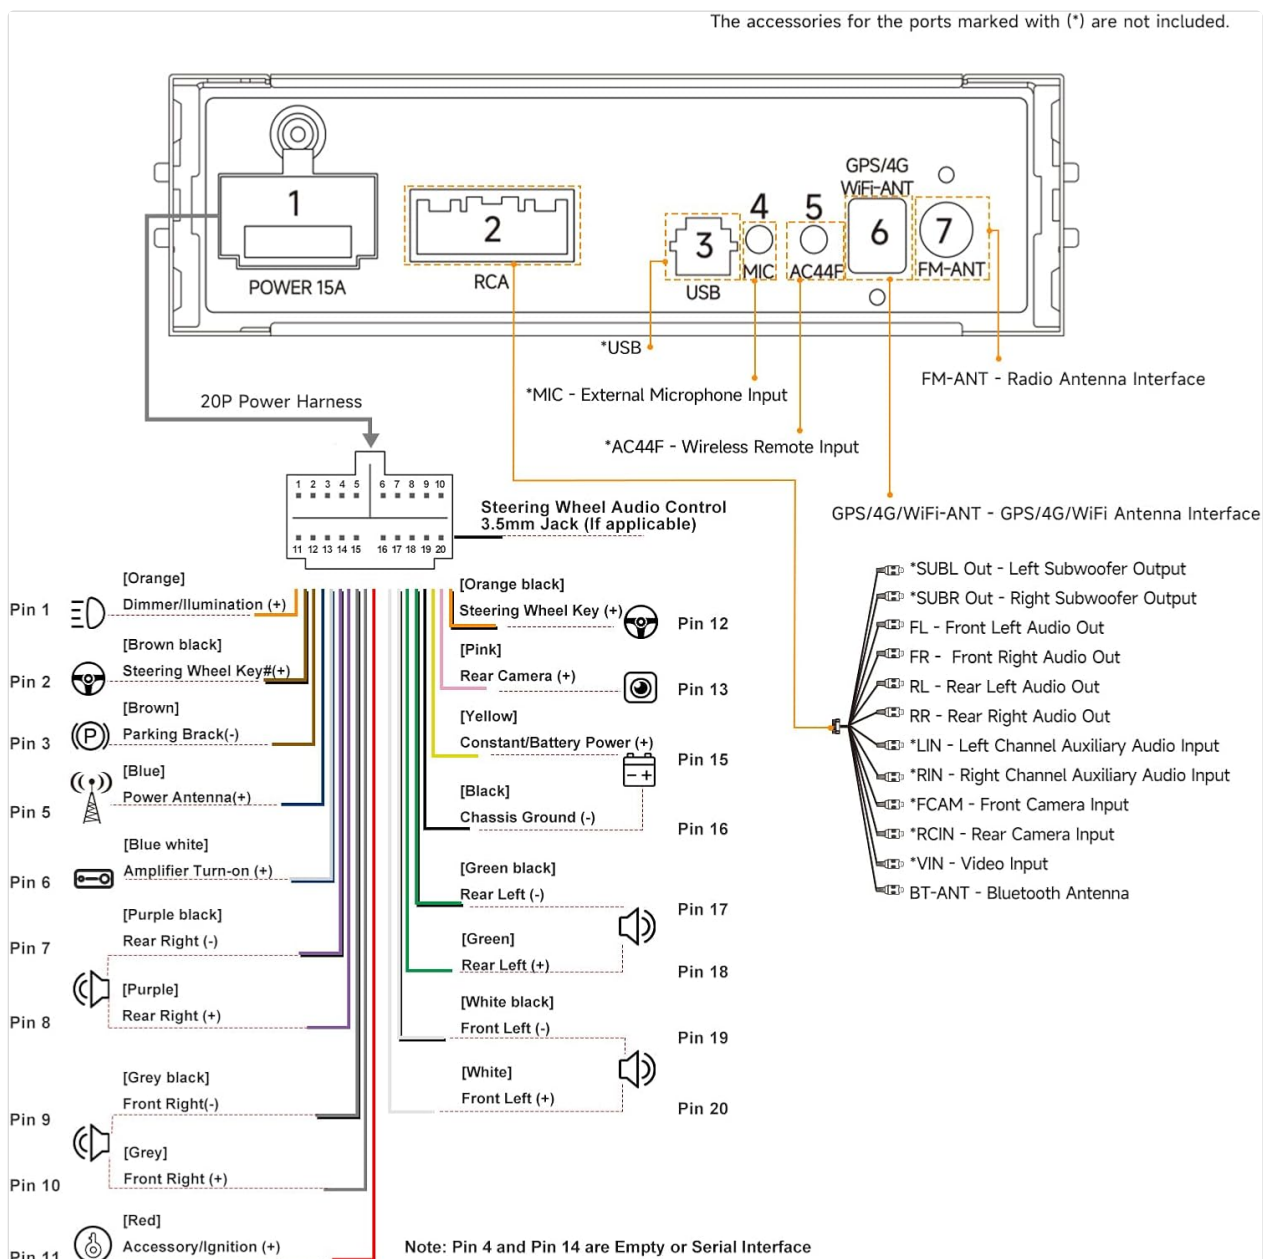 The accessories for the ports marked with (*) are not included.
1
POWER 15A
2
RCA
3
USB
4
MIC
5
AC44F
GPS/4G
WiFi-ANT
6
7
FM-ANT
*USB
*MIC - External Microphone Input
FM-ANT - Radio Antenna Interface
*AC44F - Wireless Remote Input
GPS/4G/WiFi-ANT - GPS/4G/WiFi Antenna Interface
20P Power Harness
1 2 3 4 5 6 7 8 9 10
11 12 13 14 15 16 17 18 19 20
Steering Wheel Audio Control
3.5mm Jack (If applicable)
[Orange]
Pin 1
Dimmer/Ilumination (+)
[Brown black]
Pin 2
Steering Wheel Key#(+)
[Brown]
Pin 3
P
Parking Brack(-)
[Blue]
Pin 5
Power Antenna(+)
[Blue white]
Pin 6
Amplifier Turn-on (+)
[Purple black]
Pin 7
Rear Right (-)
[Purple]
Pin 8
Rear Right (+)
[Grey black]
Pin 9
Front Right(-)
[Grey]
Pin 10
Front Right (+)
[Red]
Pin 11
Accessory/Ignition (+)
[Orange black]
Steering Wheel Key (+)
Pin 12
[Pink]
Rear Camera (+)
Pin 13
[Yellow]
Constant/Battery Power (+)
Pin 15
[Black]
Chassis Ground (-)
Pin 16
[Green black]
Rear Left (-)
Pin 17
[Green]
Rear Left (+)
Pin 18
[White black]
Front Left (-)
Pin 19
[White]
Front Left (+)
Pin 20
*SUBL Out - Left Subwoofer Output
*SUBR Out - Right Subwoofer Output
FL - Front Left Audio Out
FR - Front Right Audio Out
RL - Rear Left Audio Out
RR - Rear Right Audio Out
*LIN - Left Channel Auxiliary Audio Input
*RIN - Right Channel Auxiliary Audio Input
*FCAM - Front Camera Input
*RCIN - Rear Camera Input
*VIN - Video Input
BT-ANT - Bluetooth Antenna
Note: Pin 4 and Pin 14 are Empty or Serial Interface